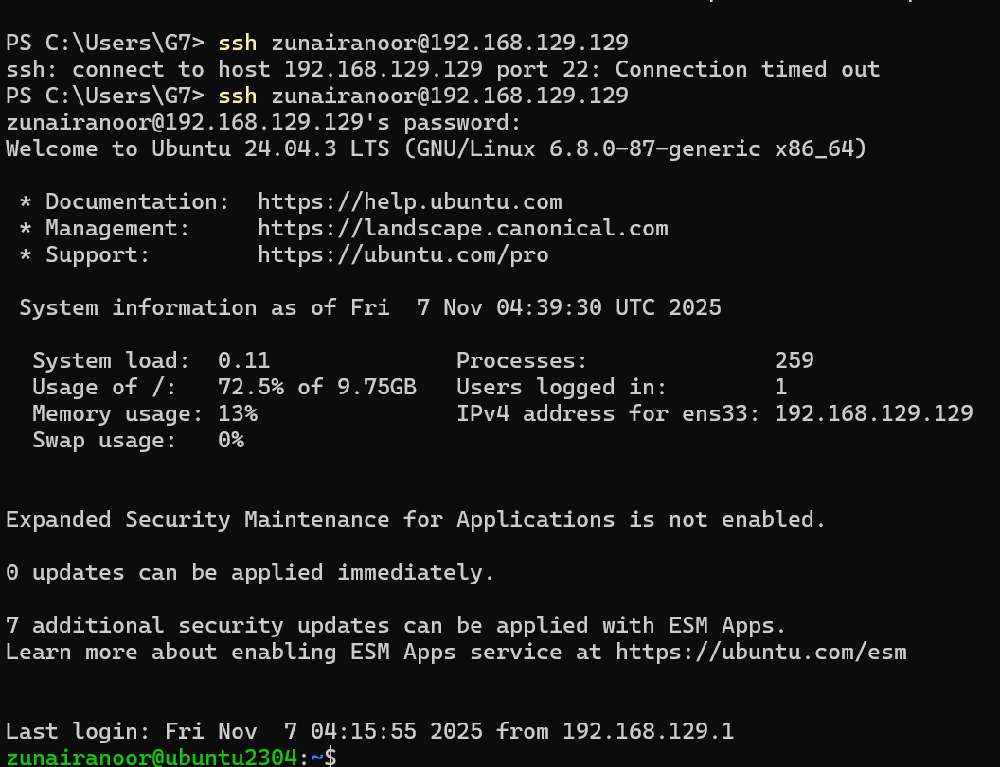 PS C:\Users\G7> ssh zunairanoor@192.168.129.129
ssh: connect to host 192.168.129.129 port 22: Connection timed out
PS C:\Users\G7> ssh zunairanoor@192.168.129.129
zunairanoor@192.168.129.129's password:
Welcome to Ubuntu 24.04.3 LTS (GNU/Linux 6.8.0-87-generic x86_64)

 * Documentation:  https://help.ubuntu.com
 * Management:     https://landscape.canonical.com
 * Support:        https://ubuntu.com/pro

 System information as of Fri  7 Nov 04:39:30 UTC 2025

  System load:  0.11              Processes:              259
  Usage of /:   72.5% of 9.75GB   Users logged in:        1
  Memory usage: 13%               IPv4 address for ens33: 192.168.129.129
  Swap usage:   0%


Expanded Security Maintenance for Applications is not enabled.

0 updates can be applied immediately.

7 additional security updates can be applied with ESM Apps.
Learn more about enabling ESM Apps service at https://ubuntu.com/esm


Last login: Fri Nov  7 04:15:55 2025 from 192.168.129.1
zunairanoor@ubuntu2304:~$